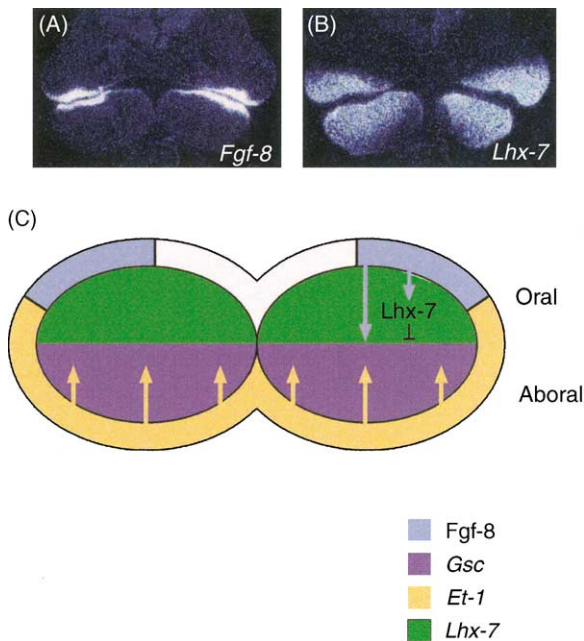 (A)
Fgf-8
(B)
Lhx-7
(C)
Lhx-7
Oral
Aboral
Fgf-8
Gsc
Et-1
Lhx-7